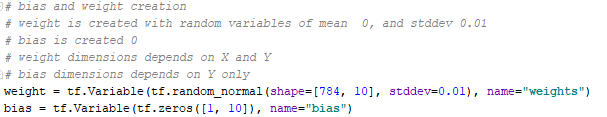 # bias and weight creation
# weight is created with random variables of mean  0, and stddev 0.01
# bias is created 0
# weight dimensions depends on X and Y
# bias dimensions depends on Y only
weight = tf.Variable(tf.random_normal(shape=[784, 10], stddev=0.01), name="weights")
bias = tf.Variable(tf.zeros([1, 10]), name="bias")